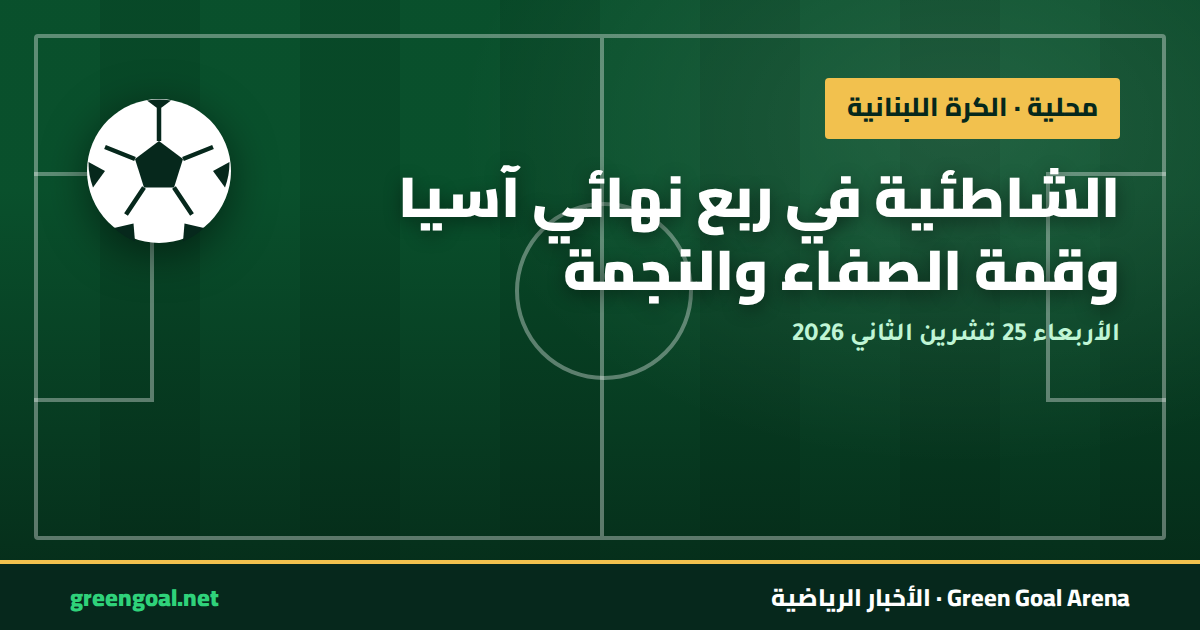 محلية · الكرة اللبنانية
الشاطئية في ربع نهائي آسيا
وقمة الصفاء والنجمة
الأربعاء 25 تشرين الثاني 2026
Green Goal Arena · الأخبار الرياضية
greengoal.net